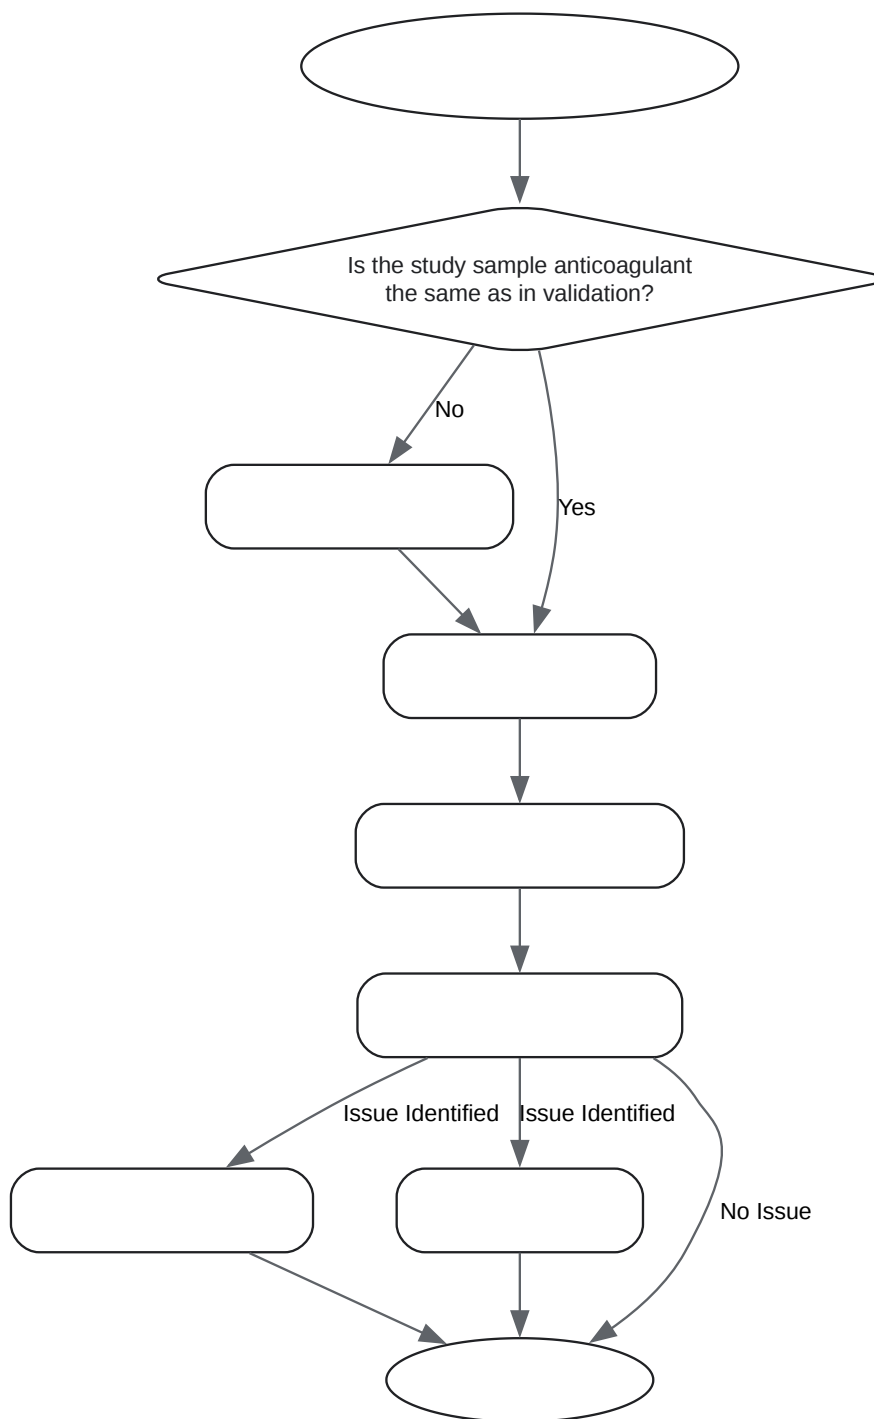 Is the study sample anticoagulant
the same as in validation?
No
Yes
Issue Identified
Issue Identified
No Issue